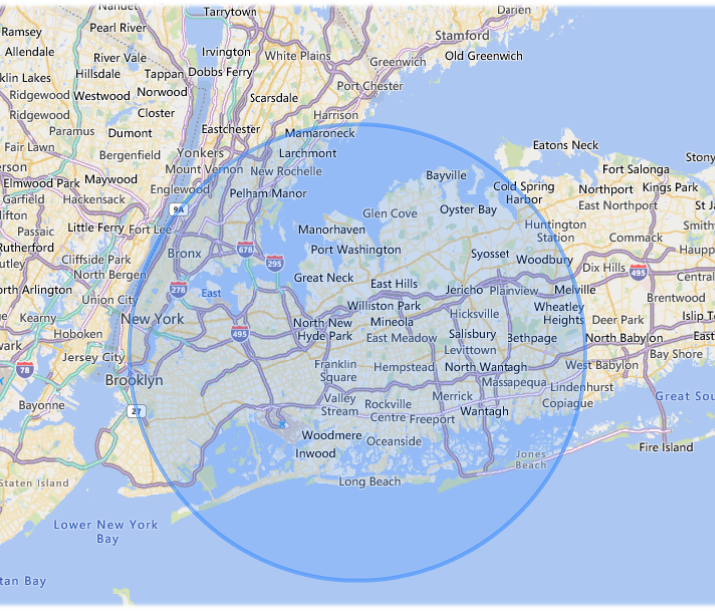 Nanuet
Tarrytown
Darien
Pearl River
Ramsey
Stamford
Irvington
White Plains
Old Greenwich
Allendale
River Vale
Greenwich
Hillsdale
Tappan
Dobbs Ferry
klin Lakes
Port Chester
Ridgewood
Westwood
Norwood
Scarsdale
Ridgewood
Closter
Harrison
Paramus
Dumont
Eastchester
Mamaroneck
Fair Lawn
Bergenfield
Yonkers
Larchmont
Eatons Neck
Stony
erson
Mount Vernon
New Rochelle
Fort Salonga
Elmwood Park
Maywood
Englewood
Bayville
Cold Spring
Harbor
Northport
Kings Park
Garfield
Hackensack
Pelham Manor
East Northport
St Ja
lifton
9A
Glen Cove
Oyster Bay
Little Ferry
Fort Lee
Manorhaven
Huntington
Station
Smith
Rutherford
Bronx
678
Port Washington
Syosset
Woodbury
Commack
Haupp
utley
Cliffside Park
295
Dix Hills
495
North Bergen
Great Neck
East Hills
Jericho
Plainview
Melville
Central
orth Arlington
278
East
Union City
Williston Park
Wheatley
Heights
Brentwood
Kearny
New York
North New
Hyde Park
Mineola
Hicksville
Deer Park
Islip T
Hoboken
495
East Meadow
Salisbury
Bethpage
North Babylon
East
wark
Jersey City
Levittown
Bay Shore
78
Franklin
Square
Hempstead
North Wantagh
West Babylon
Brooklyn
Massapequa
Lindenhurst
Great Sou
Bayonne
27
Valley
Stream
Rockville
Centre
Merrick
Copiague
Freeport
Wantagh
Woodmere
Oceanside
Fire Island
Inwood
Jones
Beach
Staten Island
Long Beach
Lower New York
Bay
tan Bay